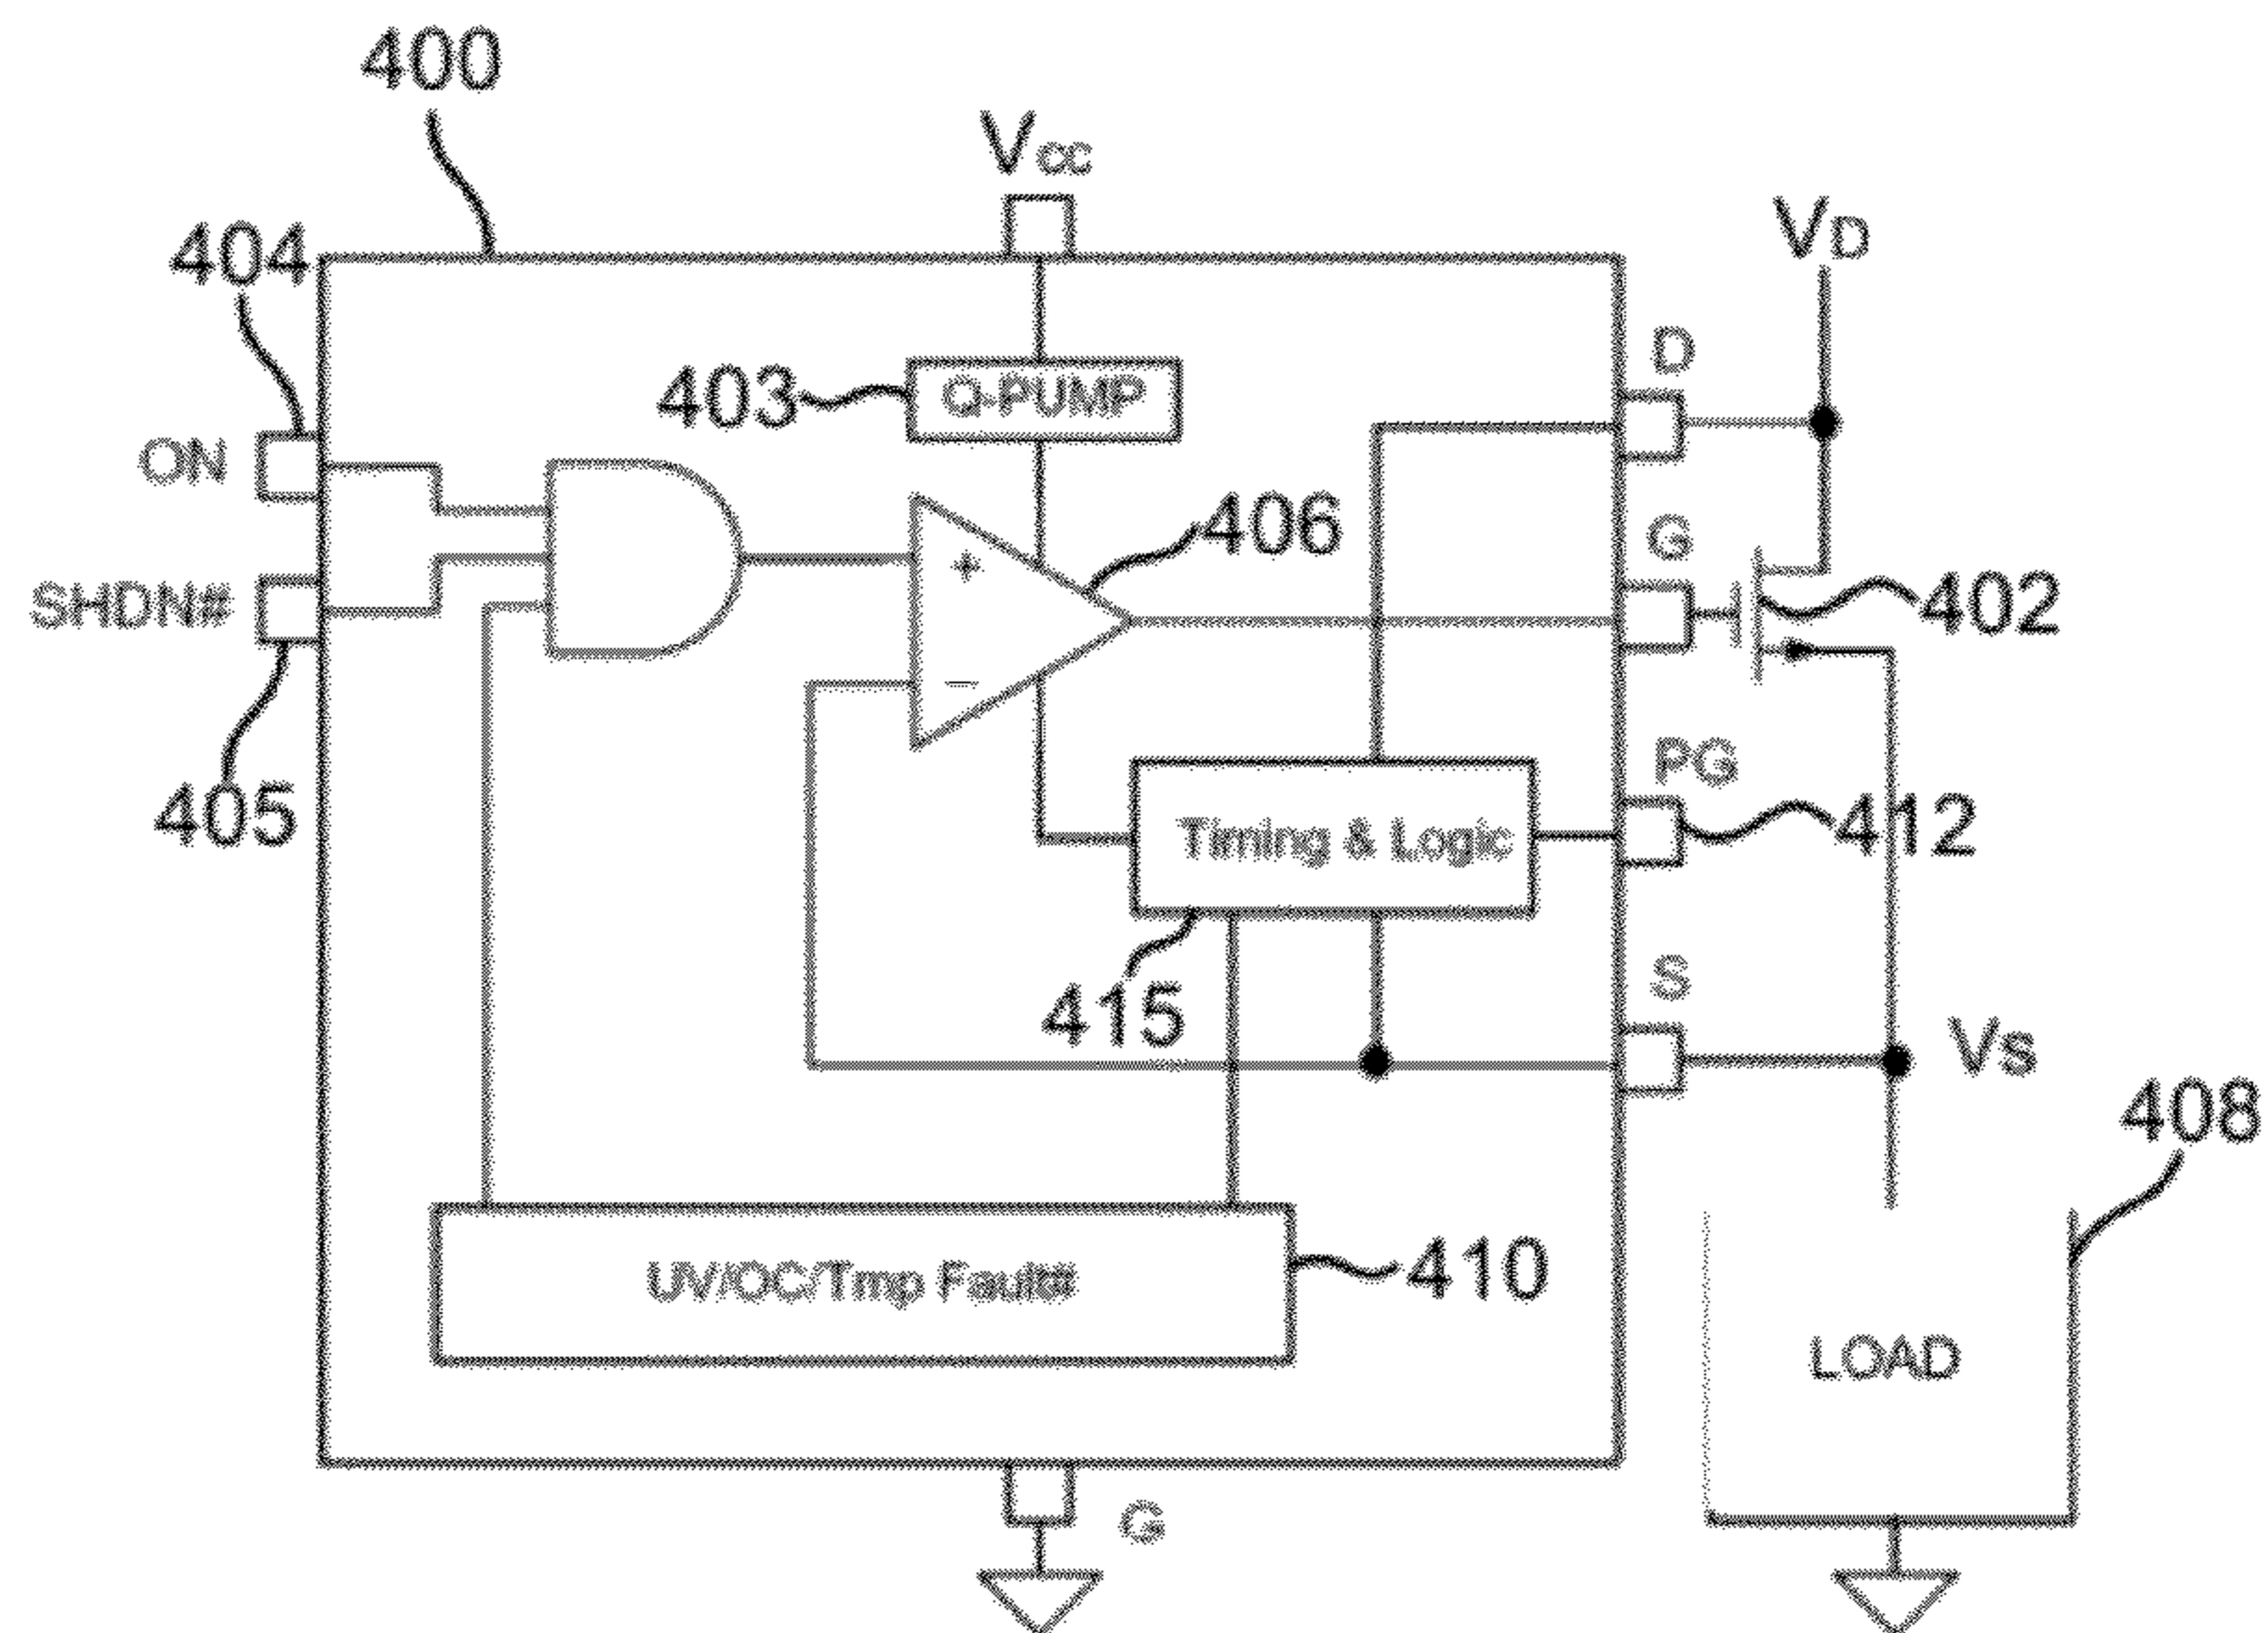 400
Vcc
VD
404
D
403
Q-PUMP
ON
406
G
402
SHDN#
+
−
PG
405
Timing & Logic
412
415
S
VS
408
UV/OC/Tmp Fault#
410
LOAD
G